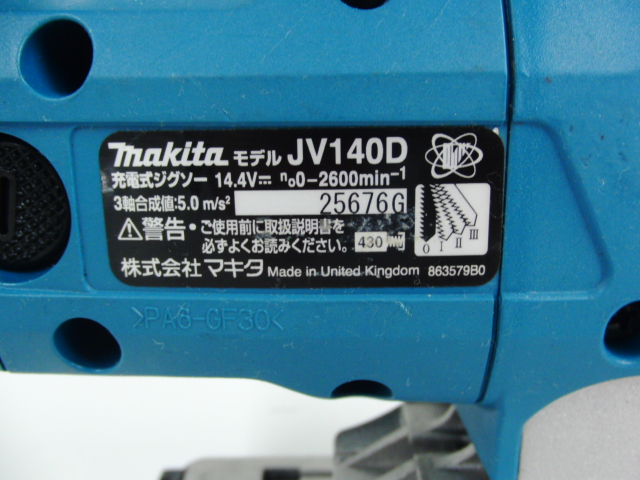 makita モデル JV140D
充電式ジグソー 14.4V⎓ n₀0-2600min⁻¹
3軸合成値:5.0 m/s² 25676G
⚠警告・ご使用前に取扱説明書を
必ずよくお読みください。 430
0 I II III
株式会社 マキタ Made in United Kingdom 863579B0
>PA6-GF30<